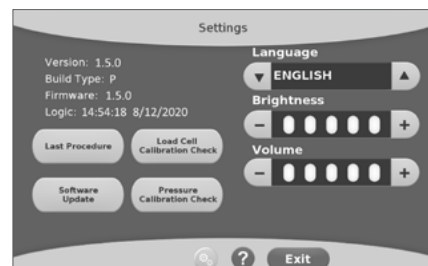 Settings
Version: 1.5.0
Build Type: P
Firmware: 1.5.0
Logic: 14:54:18 8/12/2020
Last Procedure
Load Cell
Calibration Check
Software
Update
Pressure
Calibration Check
Language
ENGLISH
Brightness
- +
Volume
- +
? Exit